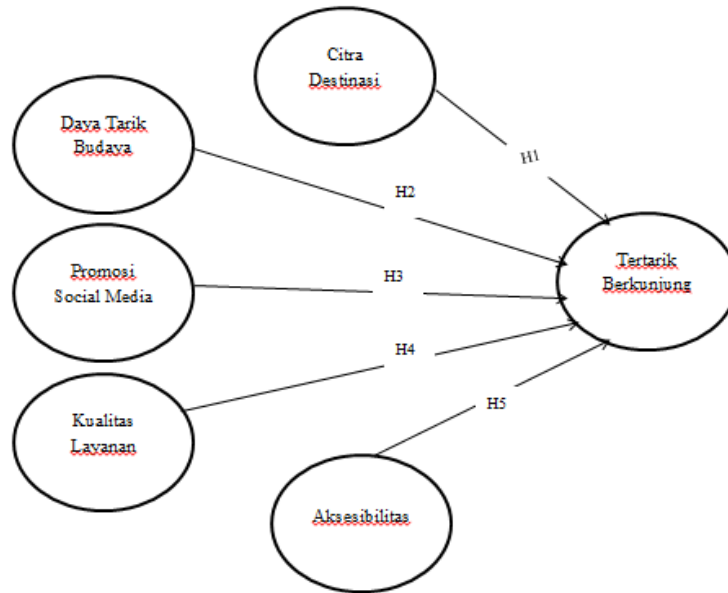 Citra
Destinasi
H1
Daya Tarik
Budaya
H2
Tertarik
Berkunjung
Promosi
Social Media
H3
H4
Kualitas
Layanan
H5
Aksesibilitas